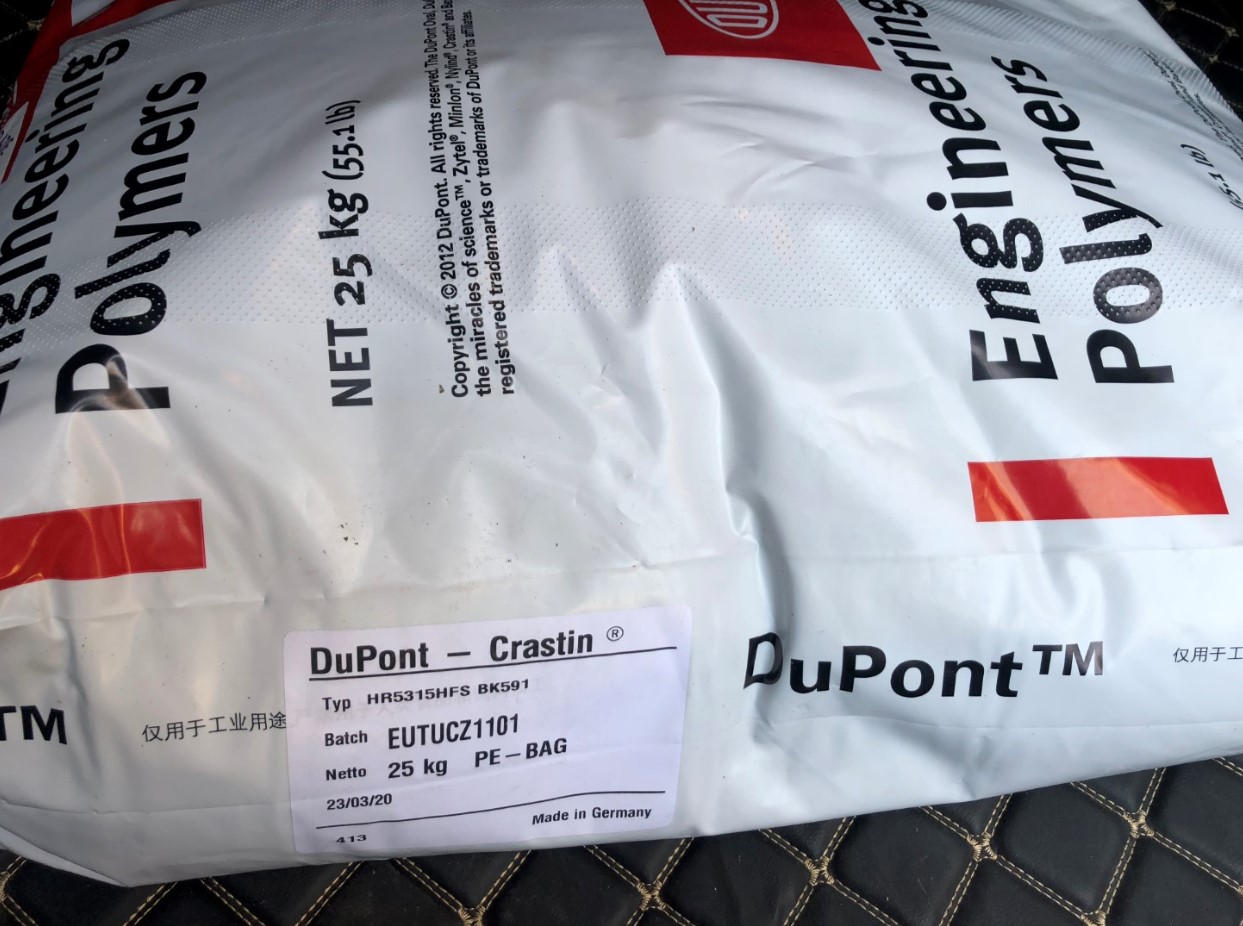 Engineering
Polymers
NET 25 kg (55.1 lb)
Copyright © 2012 DuPont. All rights reserved. The DuPont Oval,
the miracles of science™, Zytel®, Minlon®, Crastin® and
registered trademarks or trademarks of DuPont or its affiliates.
TM
仅用于工业用途
DuPont – Crastin ®
Typ HR5315HFS BK591
Batch EUTUCZ1101
Netto 25 kg PE–BAG
23/03/20
Made in Germany
413
Engineering
Polymers
lb)
DuPont™
仅用于工